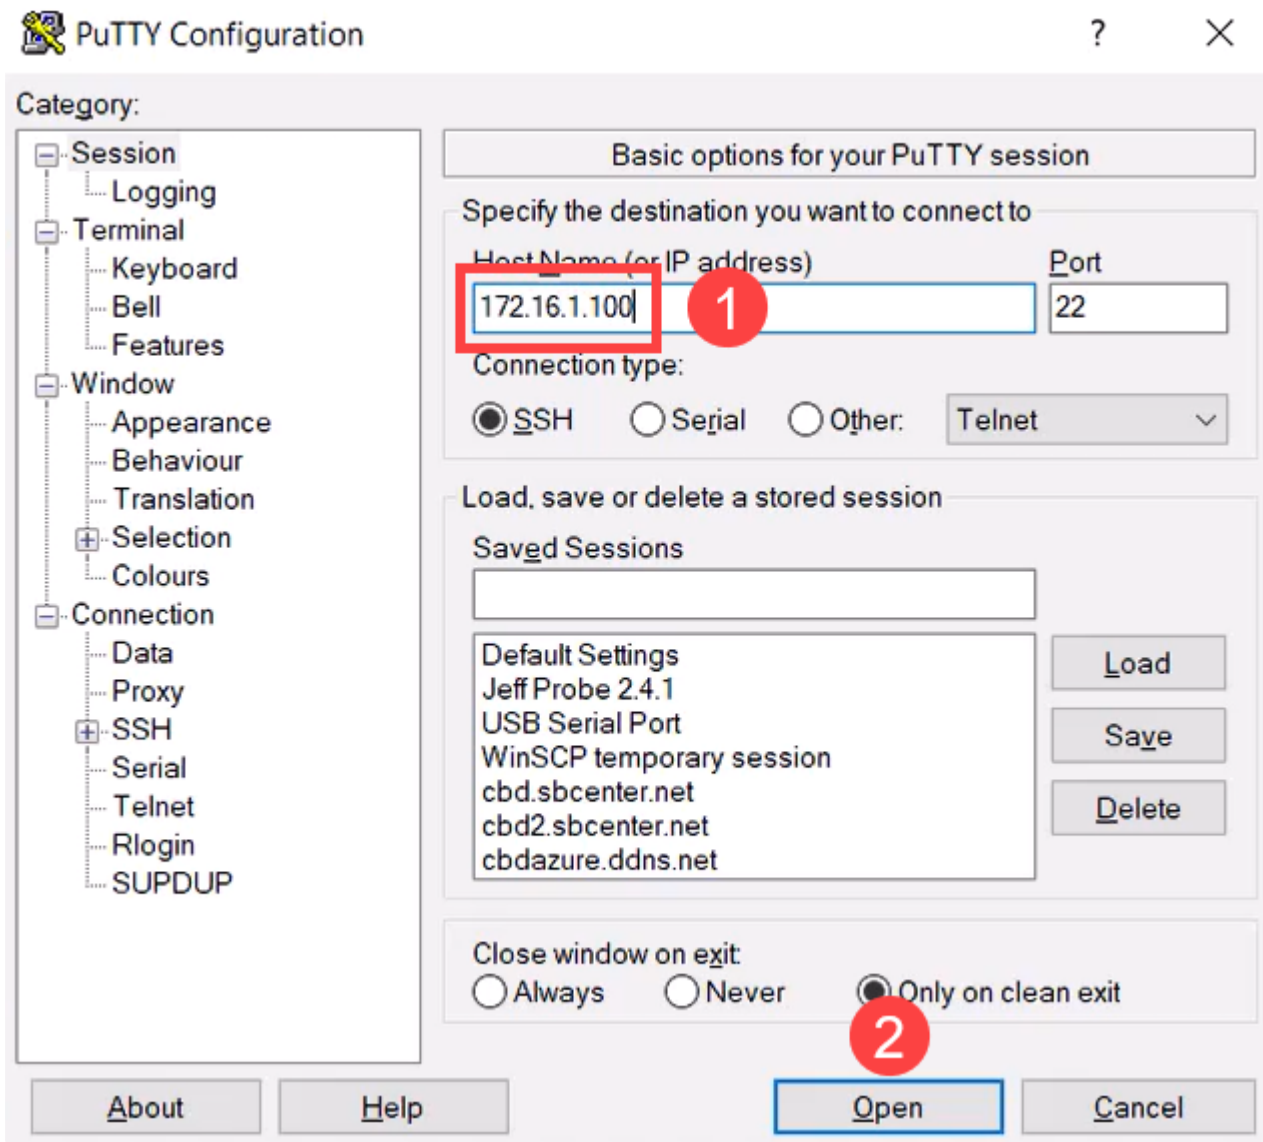 PuTTY Configuration
?
Category:
Session
Logging
Terminal
Keyboard
Bell
Features
Window
Appearance
Behaviour
Translation
Selection
Colours
Connection
Data
Proxy
SSH
Serial
Telnet
Rlogin
SUPDUP
Basic options for your PuTTY session
Specify the destination you want to connect to
Host Name (or IP address) Port
172.16.1.100 1 22
Connection type:
SSH Serial Other: Telnet
Load, save or delete a stored session
Saved Sessions
Default Settings
Jeff Probe 2.4.1
USB Serial Port
WinSCP temporary session
cbd.sbcenter.net
cbd2.sbcenter.net
cbdazure.ddns.net
Load
Save
Delete
Close window on exit:
Always Never Only on clean exit
2
About Help Open Cancel